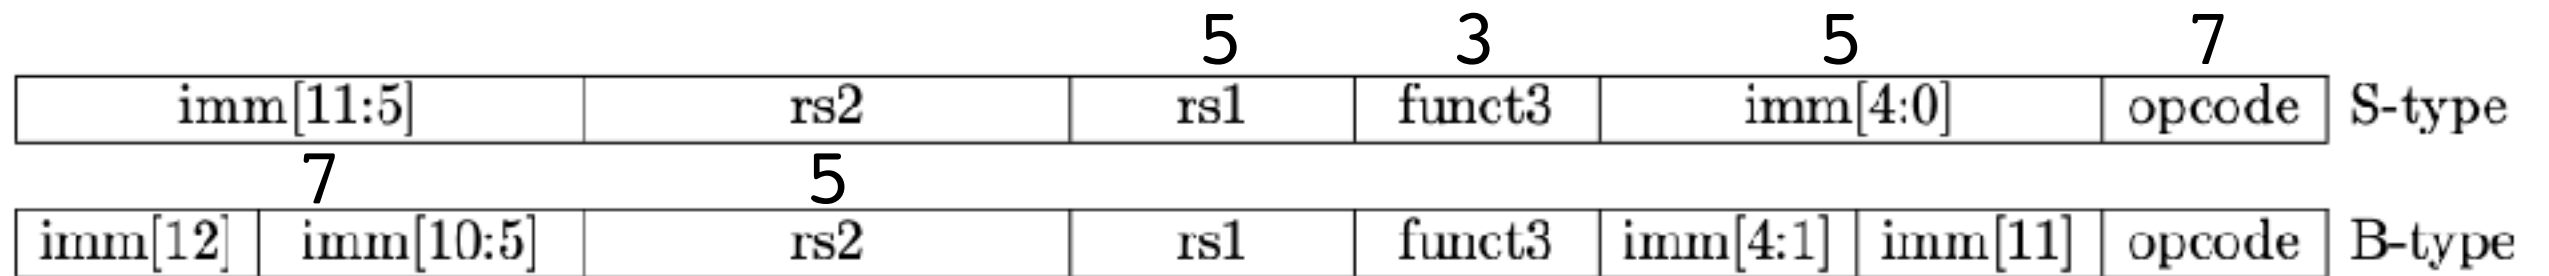 5 3 5 7
imm[11:5] rs2 rs1 funct3 imm[4:0] opcode S-type
7 5
imm[12] imm[10:5] rs2 rs1 funct3 imm[4:1] imm[11] opcode B-type